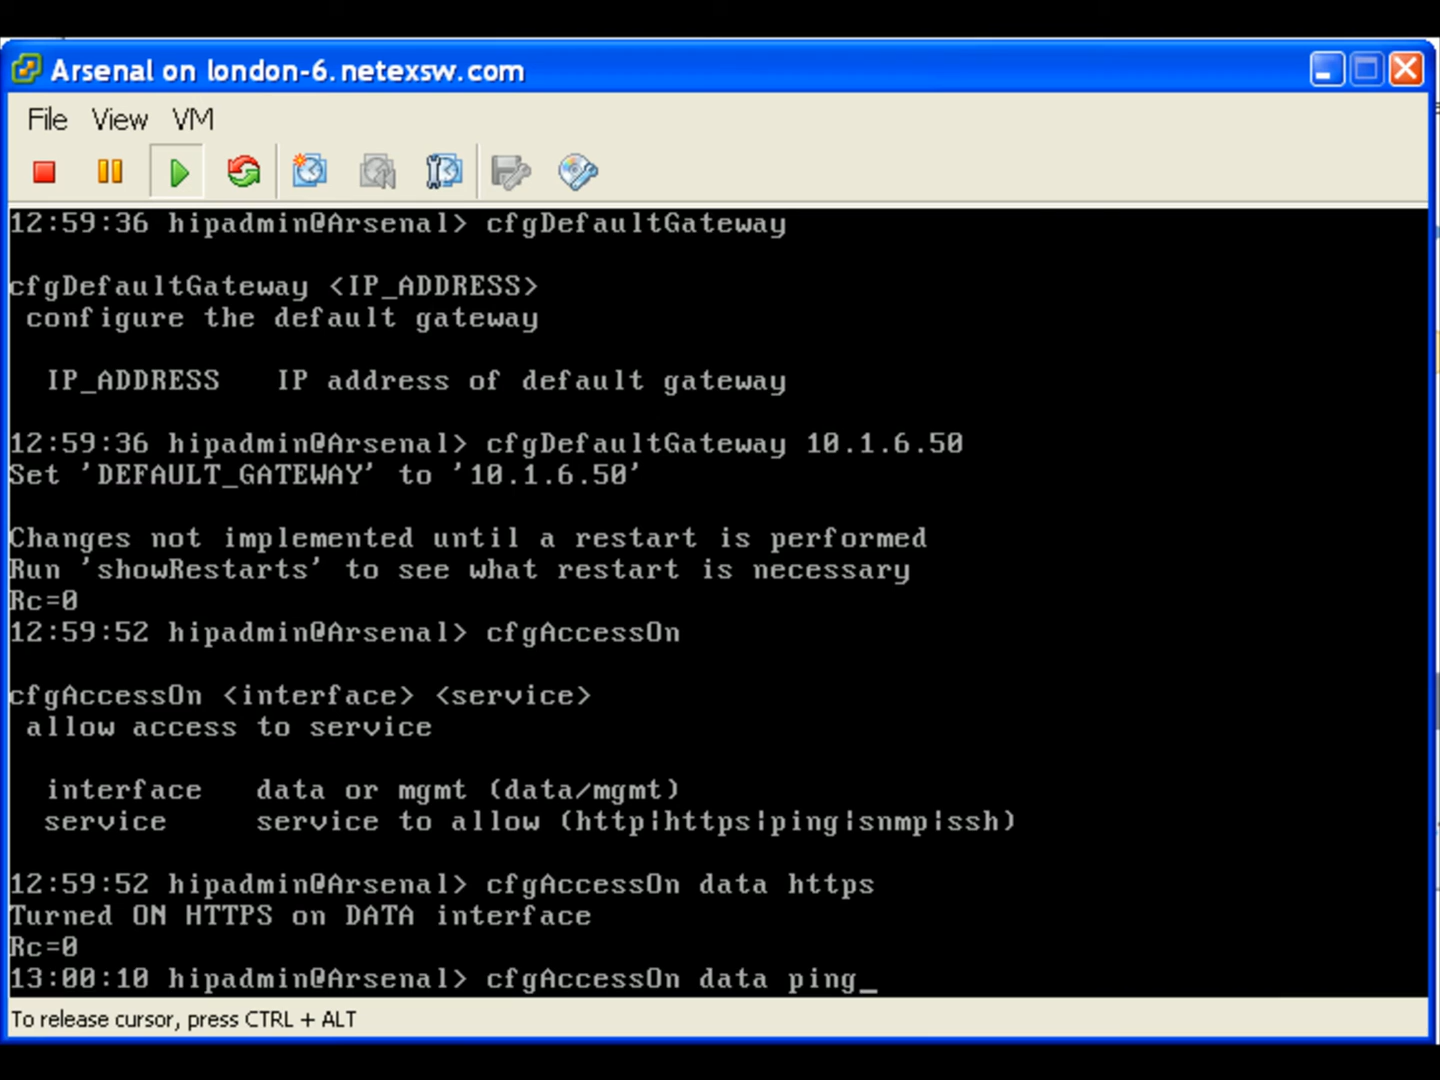 Arsenal on london-6.netexsw.com
File View VM
12:59:36 hipadmin@Arsenal> cfgDefaultGateway
cfgDefaultGateway <IP_ADDRESS>
configure the default gateway
IP_ADDRESS IP address of default gateway
12:59:36 hipadmin@Arsenal> cfgDefaultGateway 10.1.6.50
Set 'DEFAULT_GATEWAY' to '10.1.6.50'
Changes not implemented until a restart is performed
Run 'showRestarts' to see what restart is necessary
Rc=0
12:59:52 hipadmin@Arsenal> cfgAccessOn
cfgAccessOn <interface> <service>
allow access to service
interface data or mgmt (data/mgmt)
service service to allow (http|https|ping|snmp|ssh)
12:59:52 hipadmin@Arsenal> cfgAccessOn data https
Turned ON HTTPS on DATA interface
Rc=0
13:00:10 hipadmin@Arsenal> cfgAccessOn data ping_
To release cursor, press CTRL + ALT